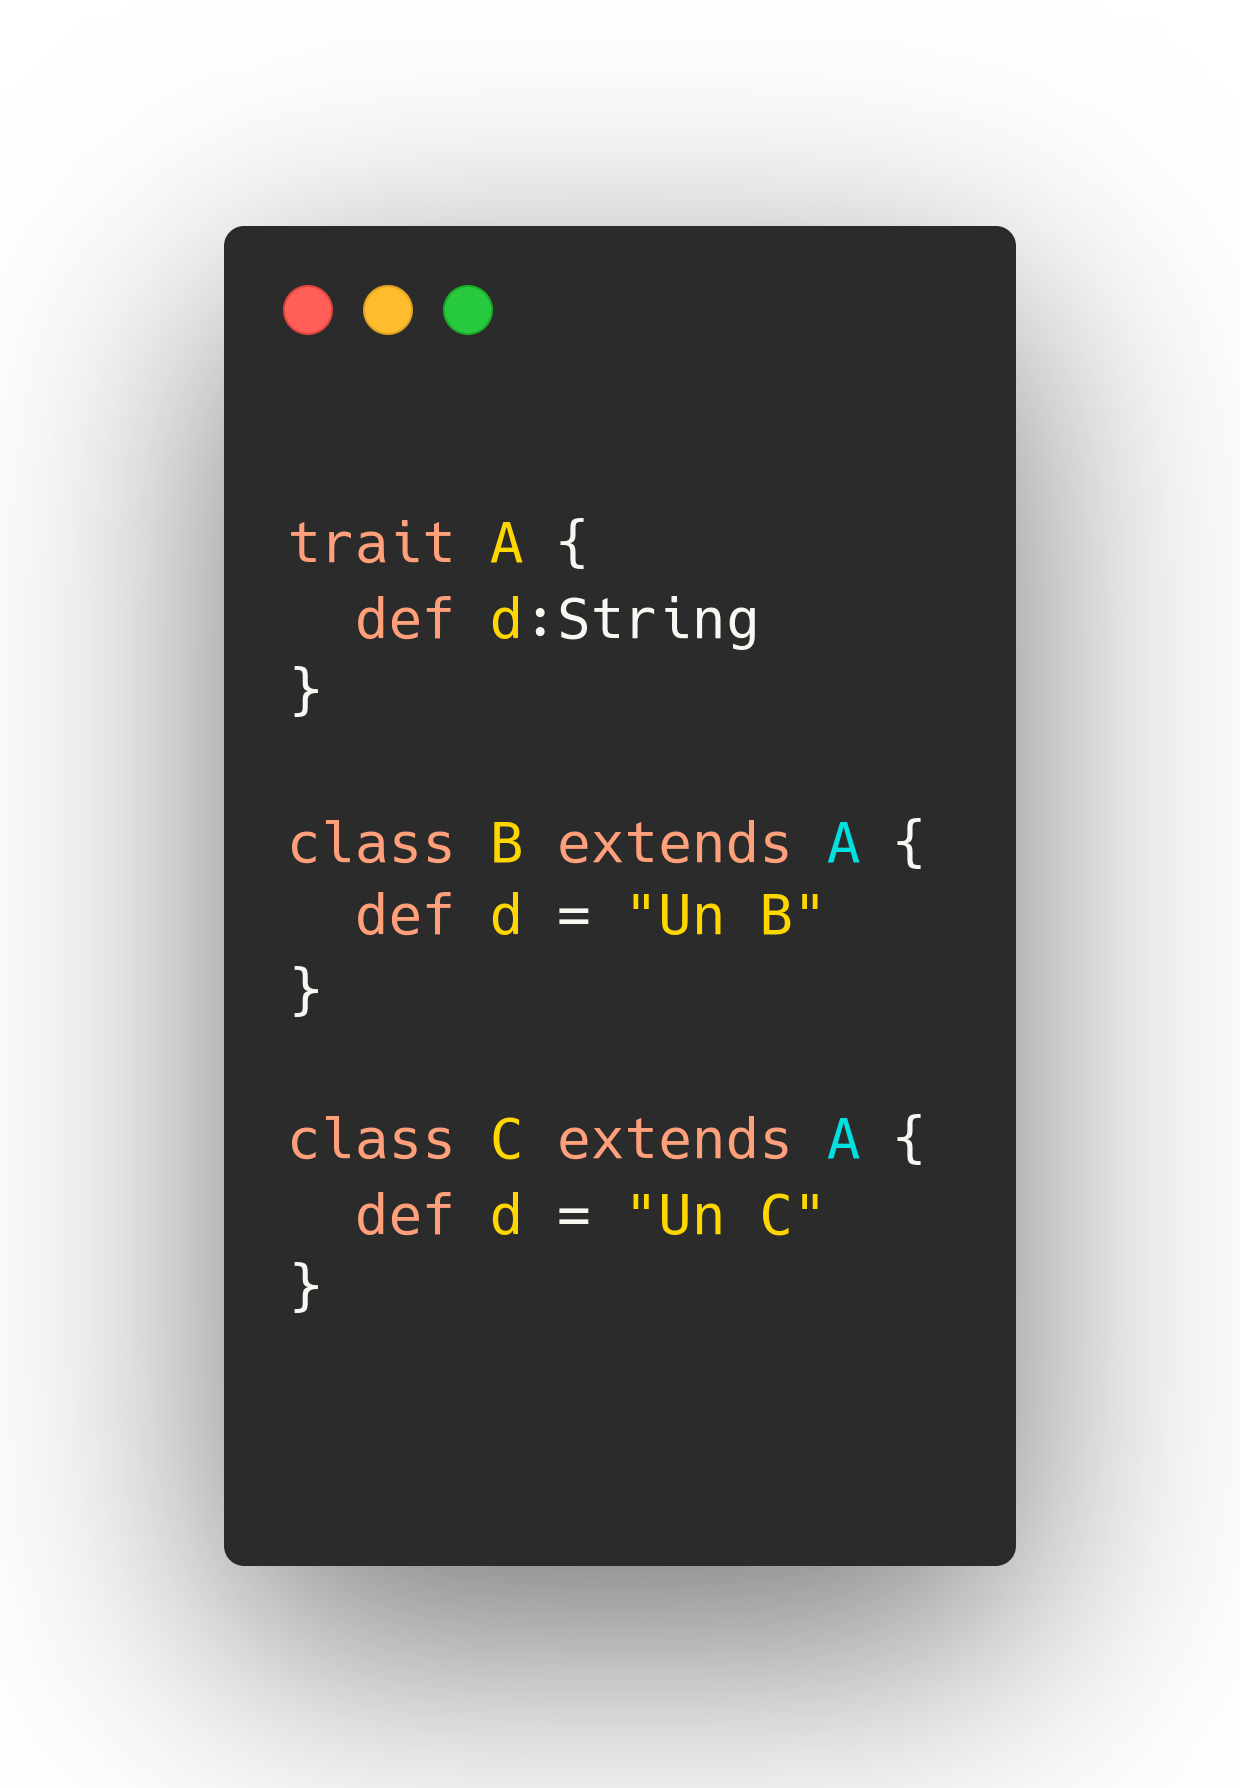 trait A {
  def d:String
}

class B extends A {
  def d = "Un B"
}

class C extends A {
  def d = "Un C"
}